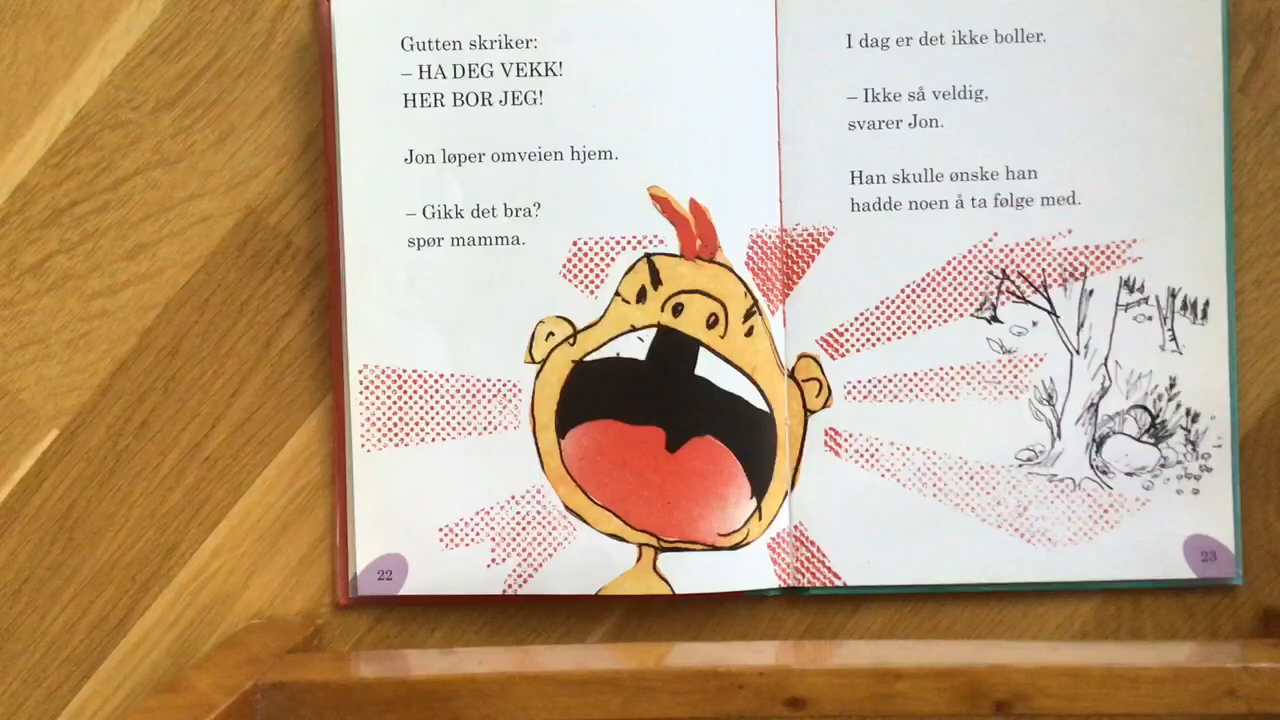 Gutten skriker:
– HA DEG VEKK!
HER BOR JEG!
Jon løper omveien hjem.
– Gikk det bra?
spør mamma.
22
I dag er det ikke boller.
– Ikke så veldig,
svarer Jon.
Han skulle ønske han
hadde noen å ta følge med.
23